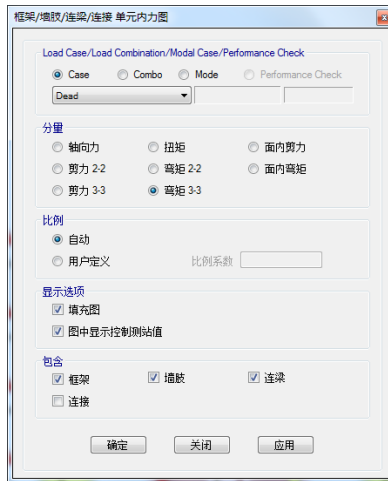 框架/墙肢/连梁/连接 单元内力图
Load Case/Load Combination/Modal Case/Performance Check
Case Combo Mode Performance Check
Dead
分量
轴向力 扭矩 面内剪力
剪力 2-2 弯矩 2-2 面内弯矩
剪力 3-3 弯矩 3-3
比例
自动
用户定义 比例系数
显示选项
填充图
图中显示控制测站值
包含
框架 墙肢 连梁
连接
确定 关闭 应用